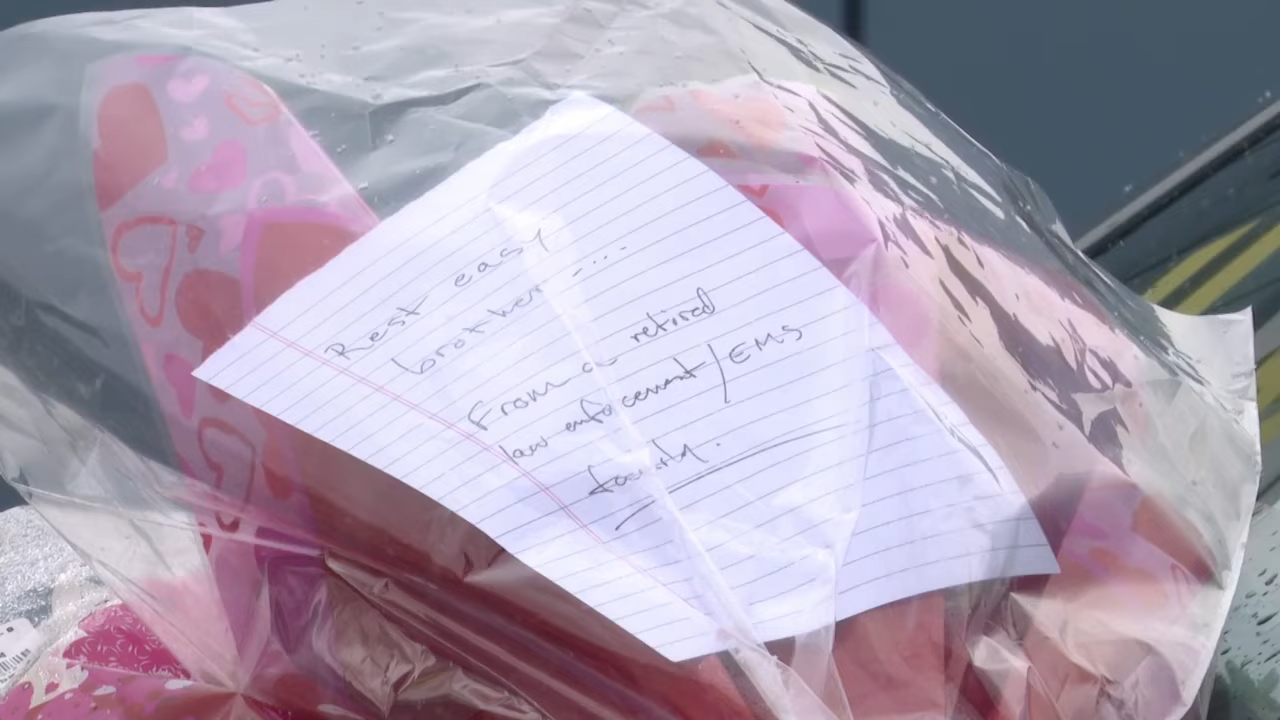 Rest easy
brother....
From a retired
law enforcement/EMS
family.